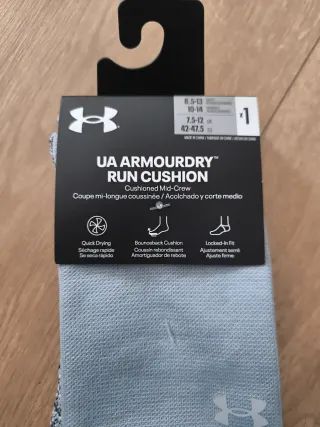 8.5-13
10-14
7.5-12
42-47.5
x1
UA ARMOURDRY™
RUN CUSHION
Cushioned Mid-Crew
Coupe mi-longue coussinée / Acolchado y corte medio
Quick Drying
Séchage rapide
Se seca rápido
Bounceback Cushion
Coussin rebondissant
Amortiguador de rebote
Locked-In Fit
Ajustement serré
Ajuste firme